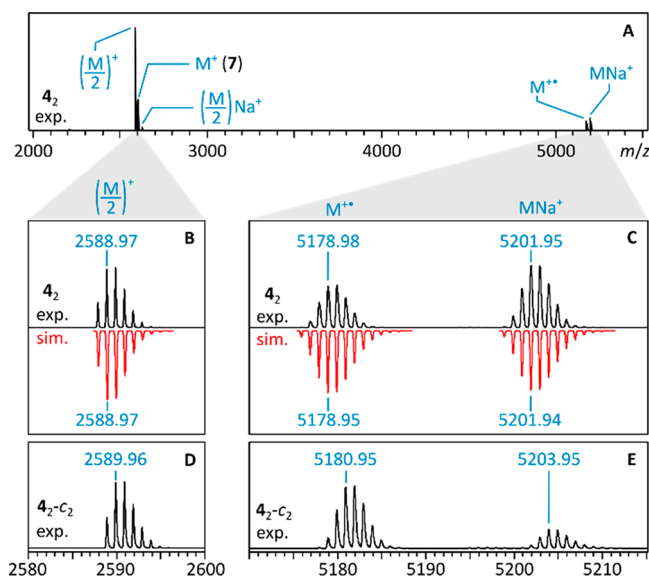 A
(M/2)⁺
M⁺ (7)
(M/2)Na⁺
M⁺•
MNa⁺
4₂
exp.
2000 3000 4000 5000 m/z
(M/2)⁺
M⁺•
MNa⁺
B
2588.97
4₂
exp.
sim.
2588.97
C
5178.98
5201.95
4₂
exp.
sim.
5178.95
5201.94
D
2589.96
4₂-c₂
exp.
2580 2590 2600
E
5180.95
5203.95
4₂-c₂
exp.
5180 5190 5200 5210